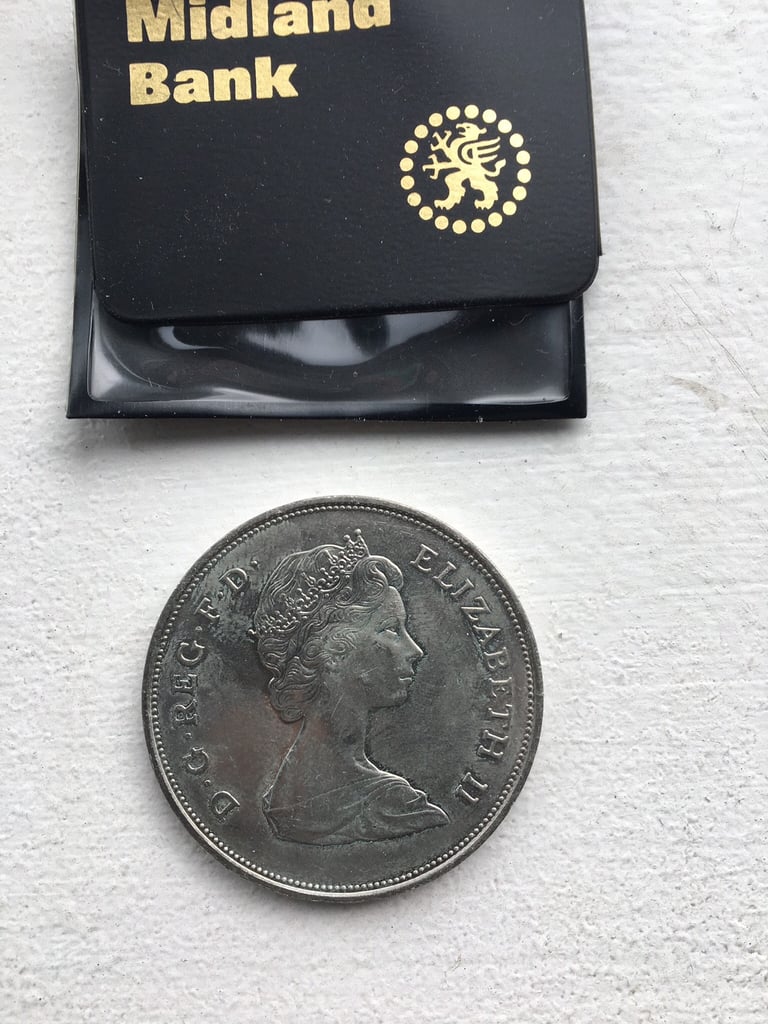 Midland
Bank
D·G·REG·F·D·
ELIZABETH II